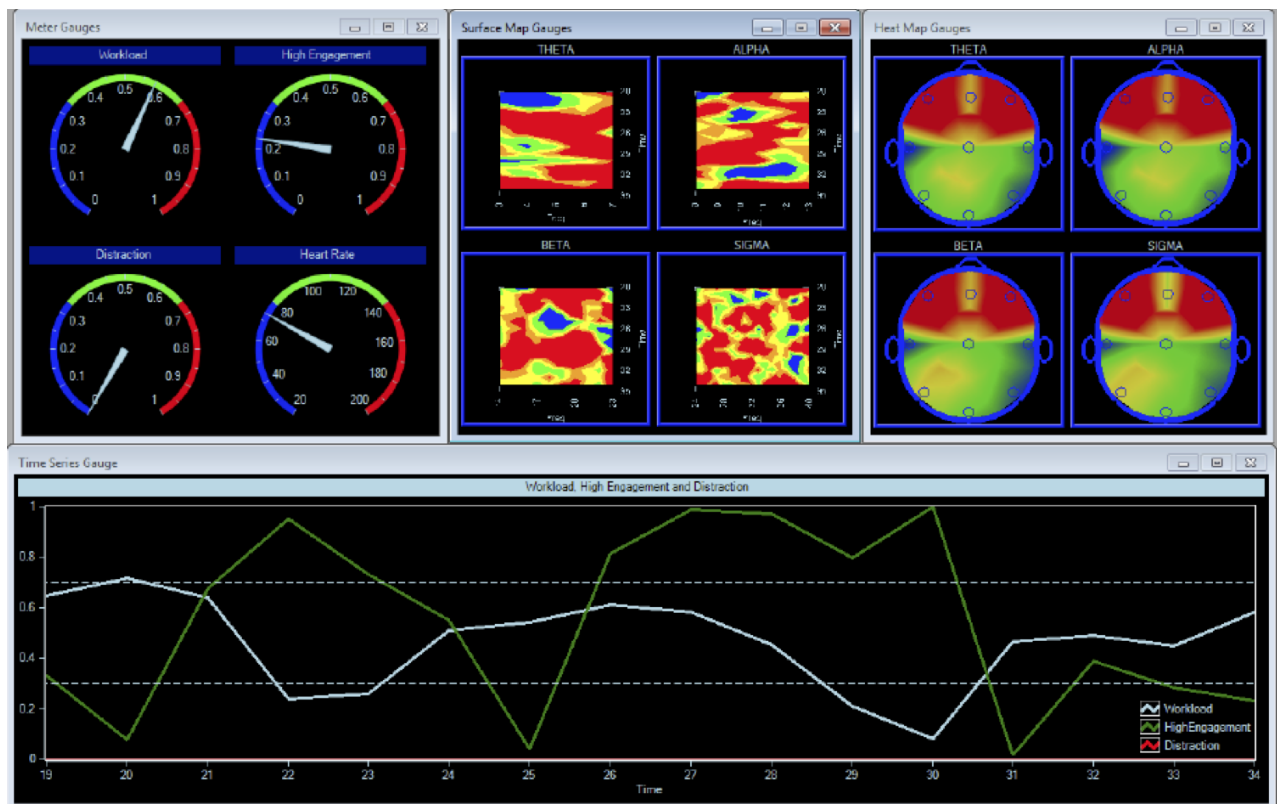 Meter Gauges
Workload
0 0.1 0.2 0.3 0.4 0.5 0.6 0.7 0.8 0.9 1
High Engagement
0 0.1 0.2 0.3 0.4 0.5 0.6 0.7 0.8 0.9 1
Distraction
0 0.1 0.2 0.3 0.4 0.5 0.6 0.7 0.8 0.9 1
Heart Rate
20 40 60 80 100 120 140 160 180 200
Surface Map Gauges
THETA
Time
ALPHA
Time
BETA
Time
SIGMA
Time
Heat Map Gauges
THETA
ALPHA
BETA
SIGMA
Time Series Gauge
Workload, High Engagement and Distraction
1
0.8
0.6
0.4
0.2
0
Workload
HighEngagement
Distraction
19 20 21 22 23 24 25 26 27 28 29 30 31 32 33 34
Time